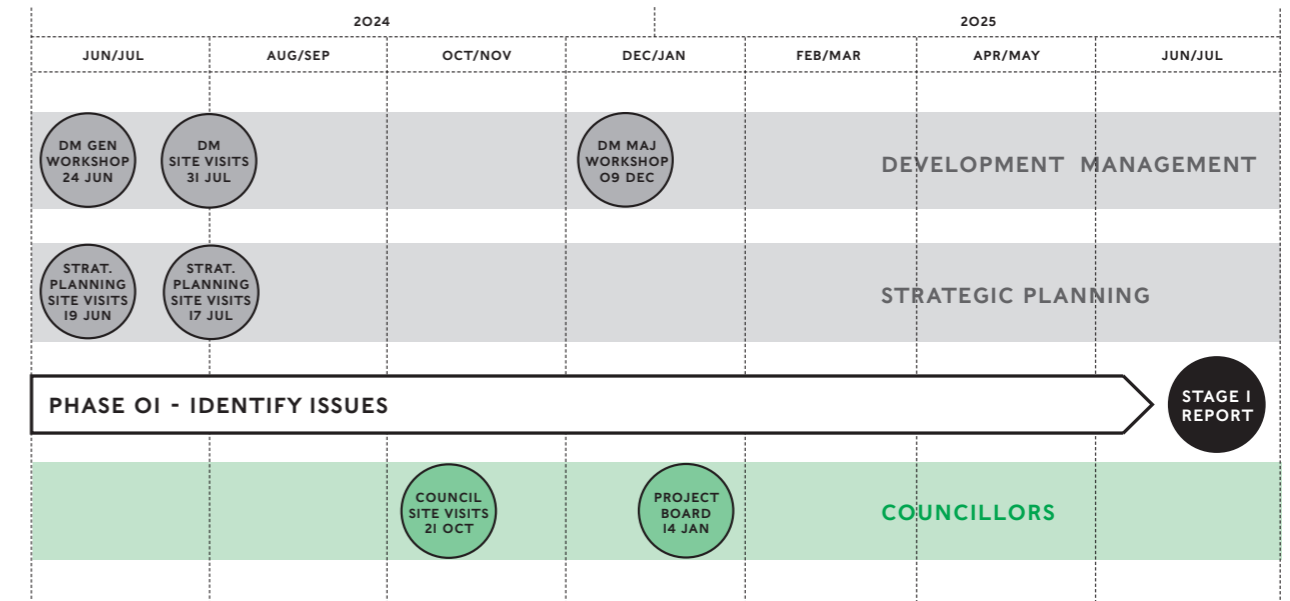 2024
2025
JUN/JUL
AUG/SEP
OCT/NOV
DEC/JAN
FEB/MAR
APR/MAY
JUN/JUL
DM GEN
WORKSHOP
24 JUN
DM
SITE VISITS
31 JUL
DM MAJ
WORKSHOP
09 DEC
DEVELOPMENT MANAGEMENT
STRAT.
PLANNING
SITE VISITS
19 JUN
STRAT.
PLANNING
SITE VISITS
17 JUL
STRATEGIC PLANNING
PHASE 01 - IDENTIFY ISSUES
STAGE 1
REPORT
COUNCIL
SITE VISITS
21 OCT
PROJECT
BOARD
14 JAN
COUNCILLORS